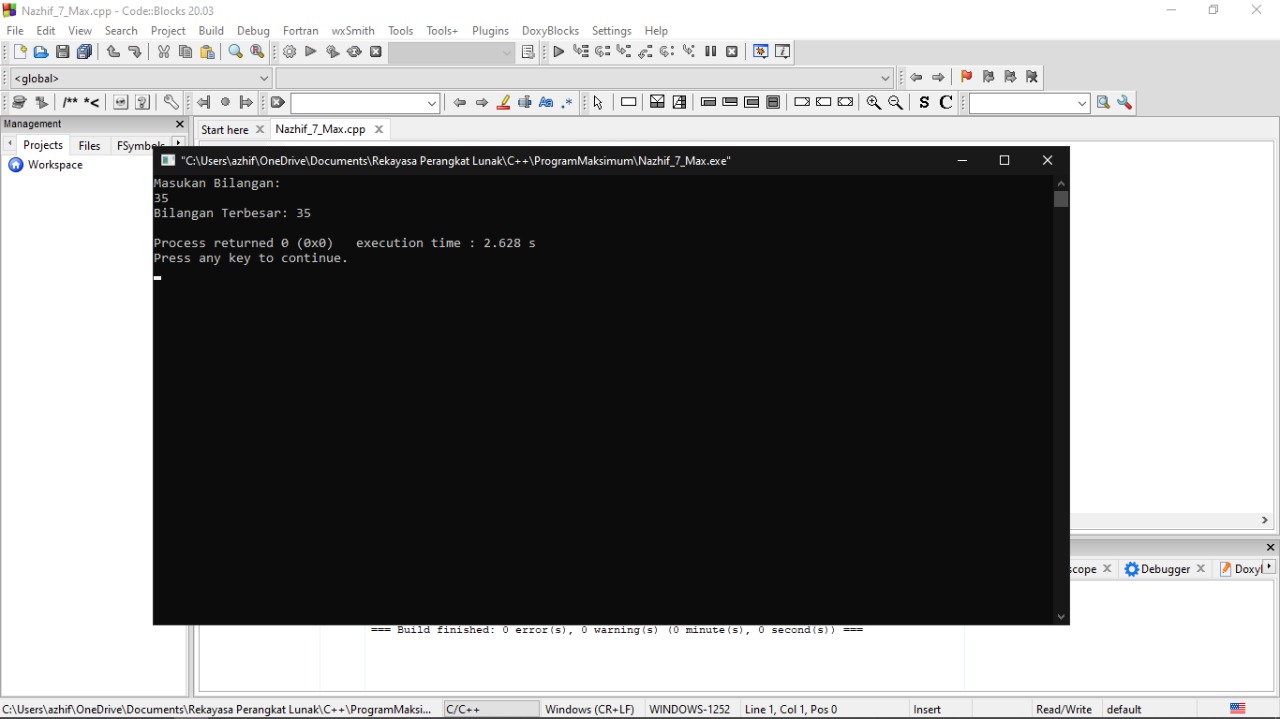 Nazhif_7_Max.cpp - Code::Blocks 20.03
File Edit View Search Project Build Debug Fortran wxSmith Tools Tools+ Plugins DoxyBlocks Settings Help
<global>
/** *<
S C
Management
Projects Files FSymbols
Workspace
Start here Nazhif_7_Max.cpp
"C:\Users\azhif\OneDrive\Documents\Rekayasa Perangkat Lunak\C++\ProgramMaksimum\Nazhif_7_Max.exe"
Masukan Bilangan:
35
Bilangan Terbesar: 35
Process returned 0 (0x0)   execution time : 2.628 s
Press any key to continue.
scope Debugger Doxyl
=== Build finished: 0 error(s), 0 warning(s) (0 minute(s), 0 second(s)) ===
C:\Users\azhif\OneDrive\Documents\Rekayasa Perangkat Lunak\C++\ProgramMaksi... C/C++ Windows (CR+LF) WINDOWS-1252 Line 1, Col 1, Pos 0 Insert Read/Write default